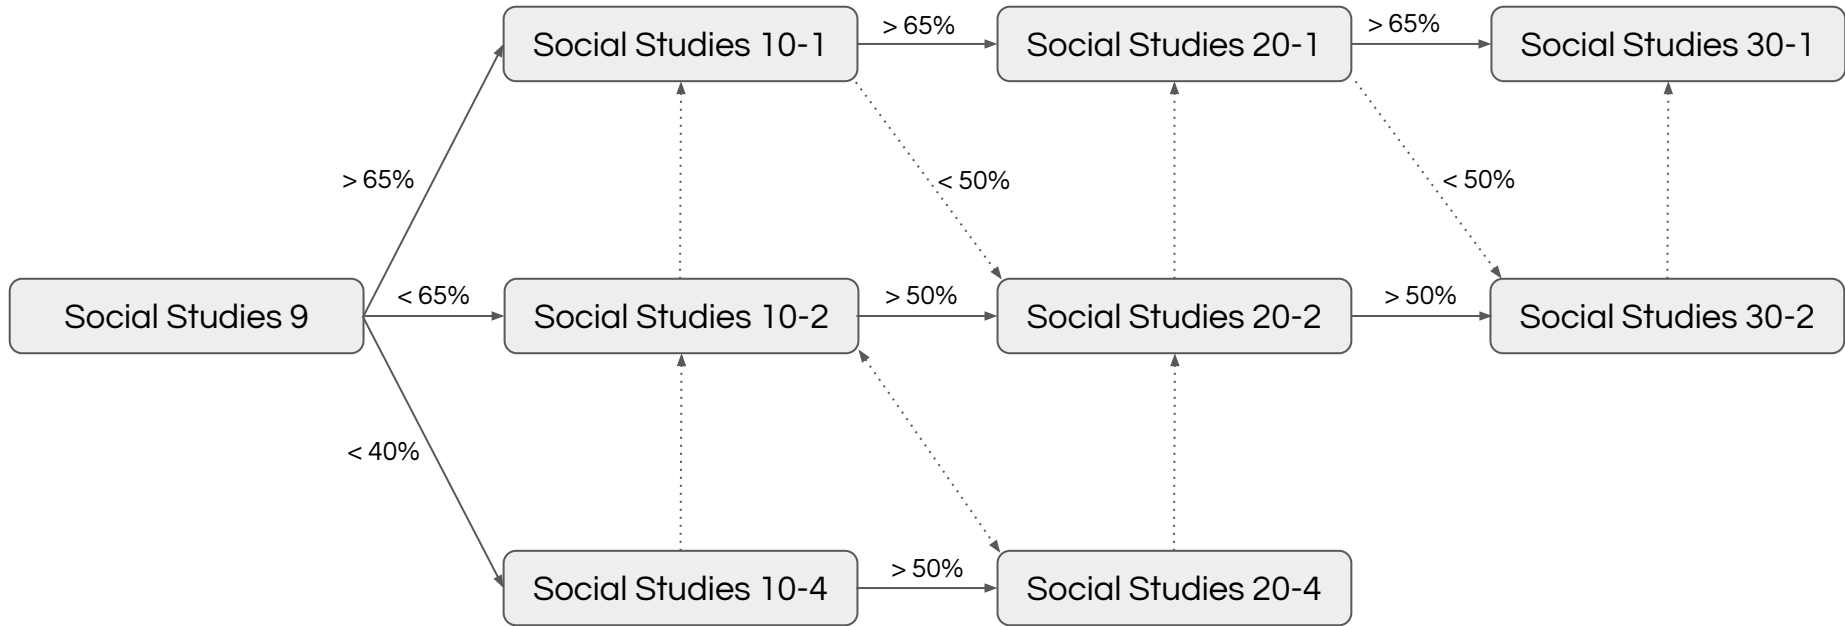 Social Studies 10-1
> 65%
Social Studies 20-1
> 65%
Social Studies 30-1
> 65%
< 50%
< 50%
Social Studies 9
< 65%
Social Studies 10-2
> 50%
Social Studies 20-2
> 50%
Social Studies 30-2
< 40%
Social Studies 10-4
> 50%
Social Studies 20-4